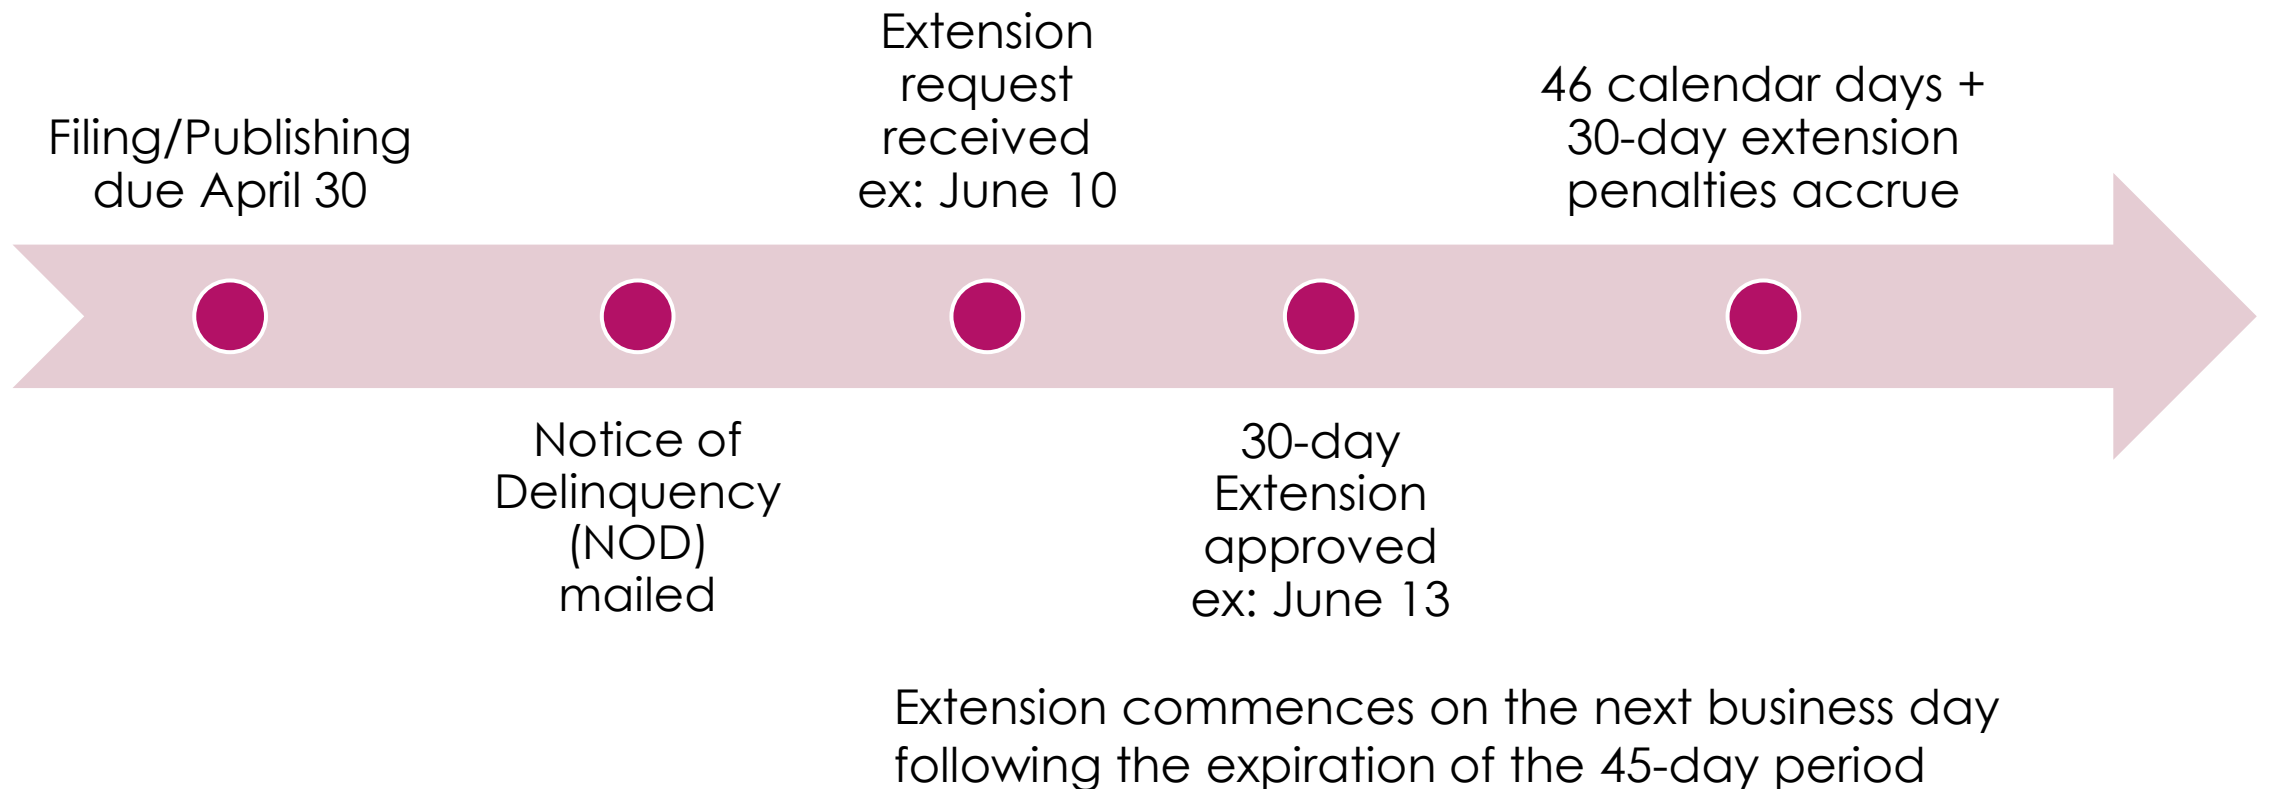 Filing/Publishing
due April 30
Notice of
Delinquency
(NOD)
mailed
Extension
request
received
ex: June 10
30-day
Extension
approved
ex: June 13
46 calendar days +
30-day extension
penalties accrue
Extension commences on the next business day
following the expiration of the 45-day period